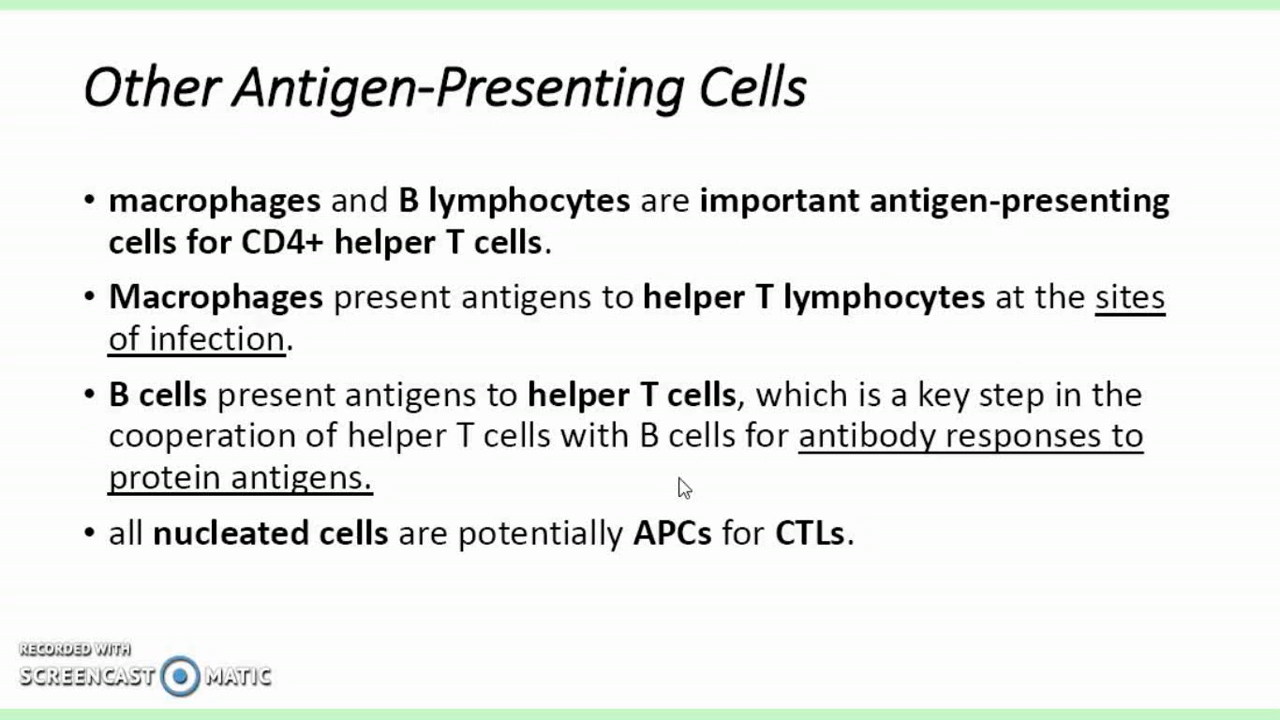 Other Antigen-Presenting Cells
• macrophages and B lymphocytes are important antigen-presenting
cells for CD4+ helper T cells.
• Macrophages present antigens to helper T lymphocytes at the sites
of infection.
• B cells present antigens to helper T cells, which is a key step in the
cooperation of helper T cells with B cells for antibody responses to
protein antigens.
• all nucleated cells are potentially APCs for CTLs.
RECORDED WITH
SCREENCAST MATIC